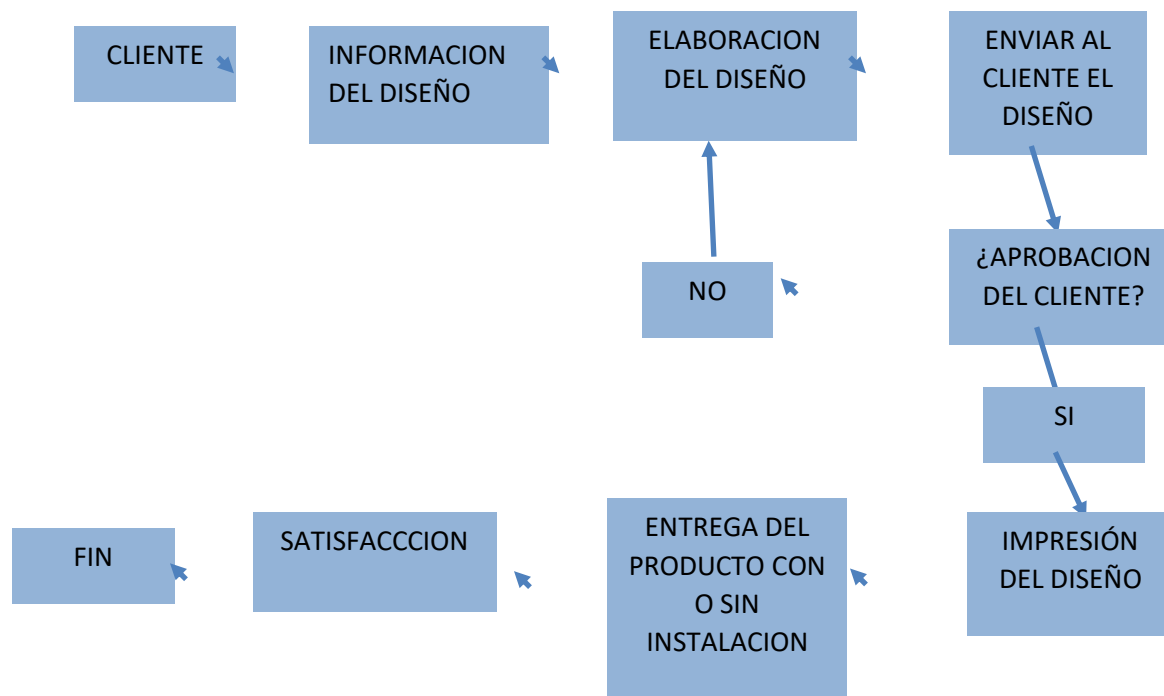 CLIENTE
INFORMACION
DEL DISEÑO
ELABORACION
DEL DISEÑO
ENVIAR AL
CLIENTE EL
DISEÑO
¿APROBACION
DEL CLIENTE?
NO
SI
IMPRESIÓN
DEL DISEÑO
ENTREGA DEL
PRODUCTO CON
O SIN
INSTALACION
SATISFACCCION
FIN